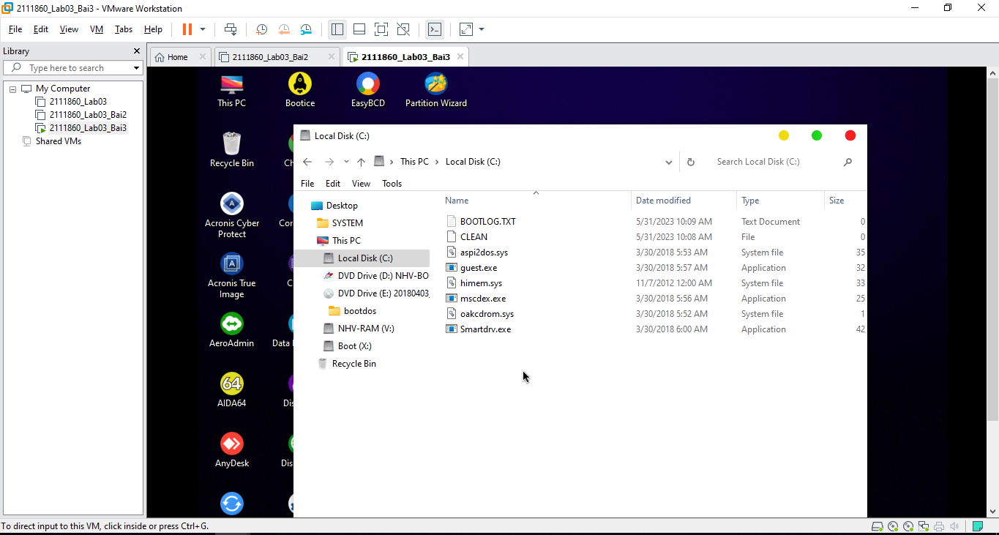 2111860_Lab03_Bai3 - VMware Workstation
File Edit View VM Tabs Help
Library
Type here to search
My Computer
2111860_Lab03
2111860_Lab03_Bai2
2111860_Lab03_Bai3
Shared VMs
Home 2111860_Lab03_Bai2 2111860_Lab03_Bai3
This PC Bootice EasyBCD Partition Wizard
Recycle Bin
Acronis Cyber
Protect
Acronis True
Image
AeroAdmin
AIDA64
64
AnyDesk
Local Disk (C:)
This PC Local Disk (C:) Search Local Disk (C:)
File Edit View Tools
Desktop
SYSTEM
This PC
Local Disk (C:)
DVD Drive (D:) NHV-BO
DVD Drive (E:) 20180403
bootdos
NHV-RAM (V:)
Boot (X:)
Recycle Bin
Name Date modified Type Size
BOOTLOG.TXT 5/31/2023 10:09 AM Text Document 0
CLEAN 5/31/2023 10:08 AM File 0
aspi2dos.sys 3/30/2018 5:53 AM System file 35
guest.exe 3/30/2018 5:57 AM Application 32
himem.sys 11/7/2012 12:00 AM System file 33
mscdex.exe 3/30/2018 5:56 AM Application 25
oakcdrom.sys 3/30/2018 5:52 AM System file 1
Smartdrv.exe 3/30/2018 6:00 AM Application 42
To direct input to this VM, click inside or press Ctrl+G.